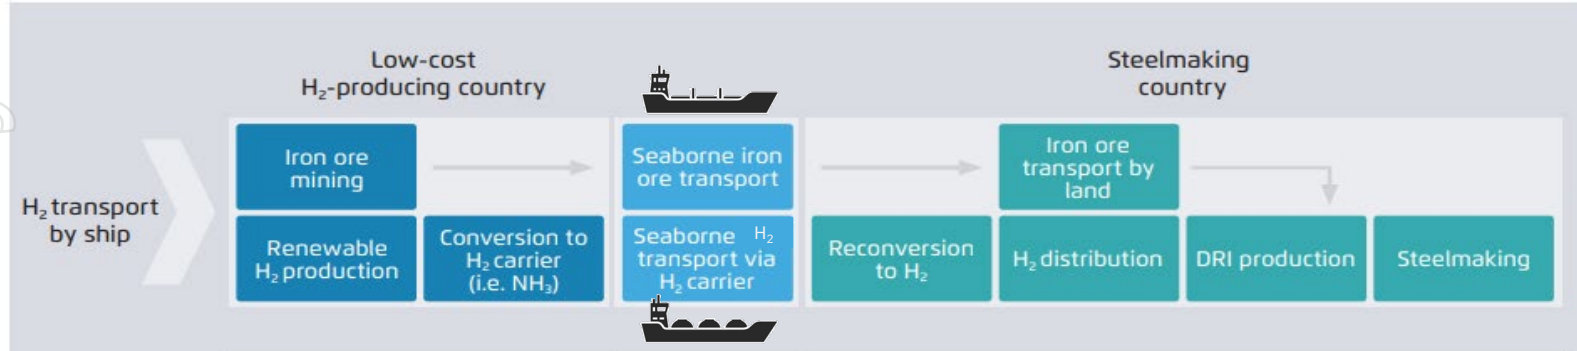 Low-cost
H₂-producing country
Steelmaking
country
H₂ transport
by ship
Iron ore
mining
Seaborne iron
ore transport
Iron ore
transport by
land
Renewable
H₂ production
Conversion to
H₂ carrier
(i.e. NH₃)
Seaborne H₂
transport via
H₂ carrier
Reconversion
to H₂
H₂ distribution
DRI production
Steelmaking